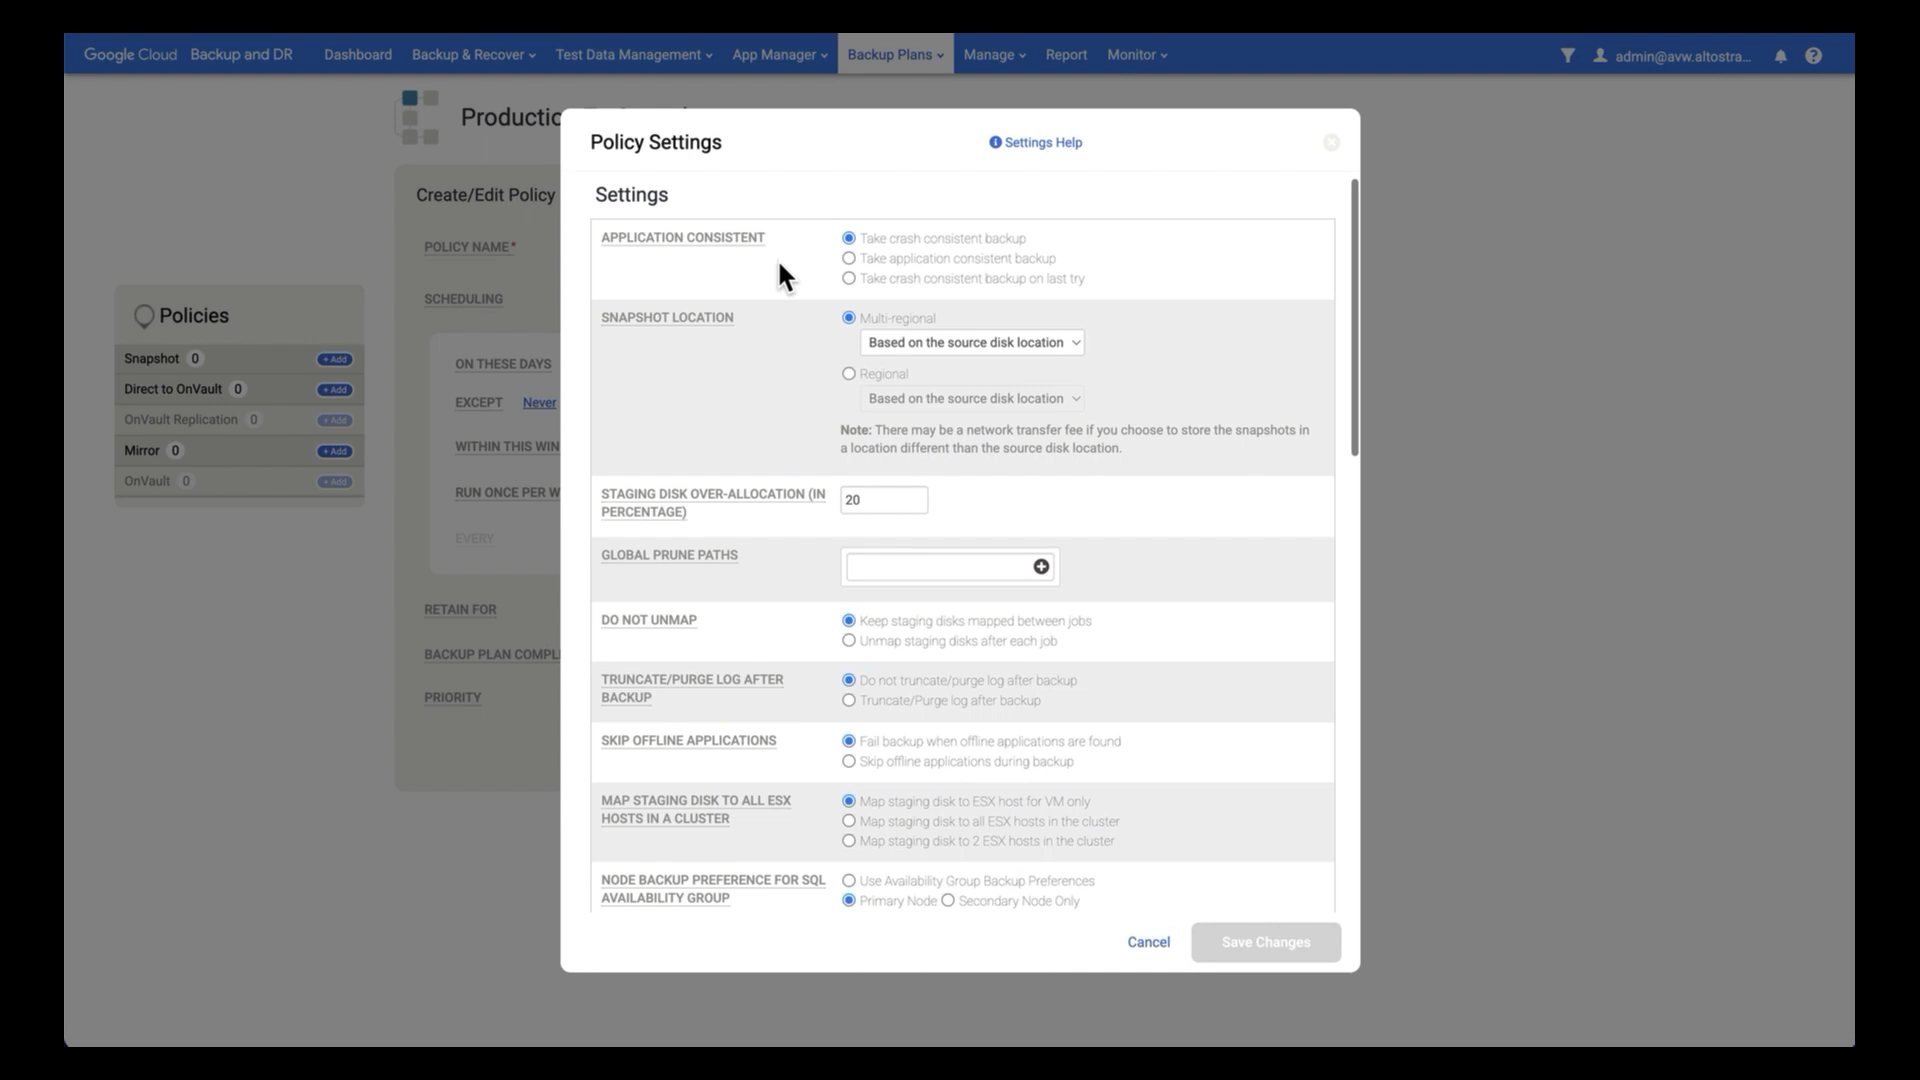 Google Cloud Backup and DR Dashboard Backup & Recover Test Data Management App Manager Backup Plans Manage Report Monitor admin@avw.altostra...
Policy Settings Settings Help
Settings
APPLICATION CONSISTENT
Take crash consistent backup
Take application consistent backup
Take crash consistent backup on last try
SNAPSHOT LOCATION
Multi-regional
Based on the source disk location
Regional
Based on the source disk location
Note: There may be a network transfer fee if you choose to store the snapshots in
a location different than the source disk location.
STAGING DISK OVER-ALLOCATION (IN
PERCENTAGE)
20
GLOBAL PRUNE PATHS
DO NOT UNMAP
Keep staging disks mapped between jobs
Unmap staging disks after each job
TRUNCATE/PURGE LOG AFTER
BACKUP
Do not truncate/purge log after backup
Truncate/Purge log after backup
SKIP OFFLINE APPLICATIONS
Fail backup when offline applications are found
Skip offline applications during backup
MAP STAGING DISK TO ALL ESX
HOSTS IN A CLUSTER
Map staging disk to ESX host for VM only
Map staging disk to all ESX hosts in the cluster
Map staging disk to 2 ESX hosts in the cluster
NODE BACKUP PREFERENCE FOR SQL
AVAILABILITY GROUP
Use Availability Group Backup Preferences
Primary Node Secondary Node Only
Cancel Save Changes
Create/Edit Policy
POLICY NAME*
SCHEDULING
ON THESE DAYS
EXCEPT Never
WITHIN THIS WIN
RUN ONCE PER W
EVERY
RETAIN FOR
BACKUP PLAN COMPL
PRIORITY
Policies
Snapshot 0 + Add
Direct to OnVault 0 + Add
OnVault Replication 0 + Add
Mirror 0 + Add
OnVault 0 + Add